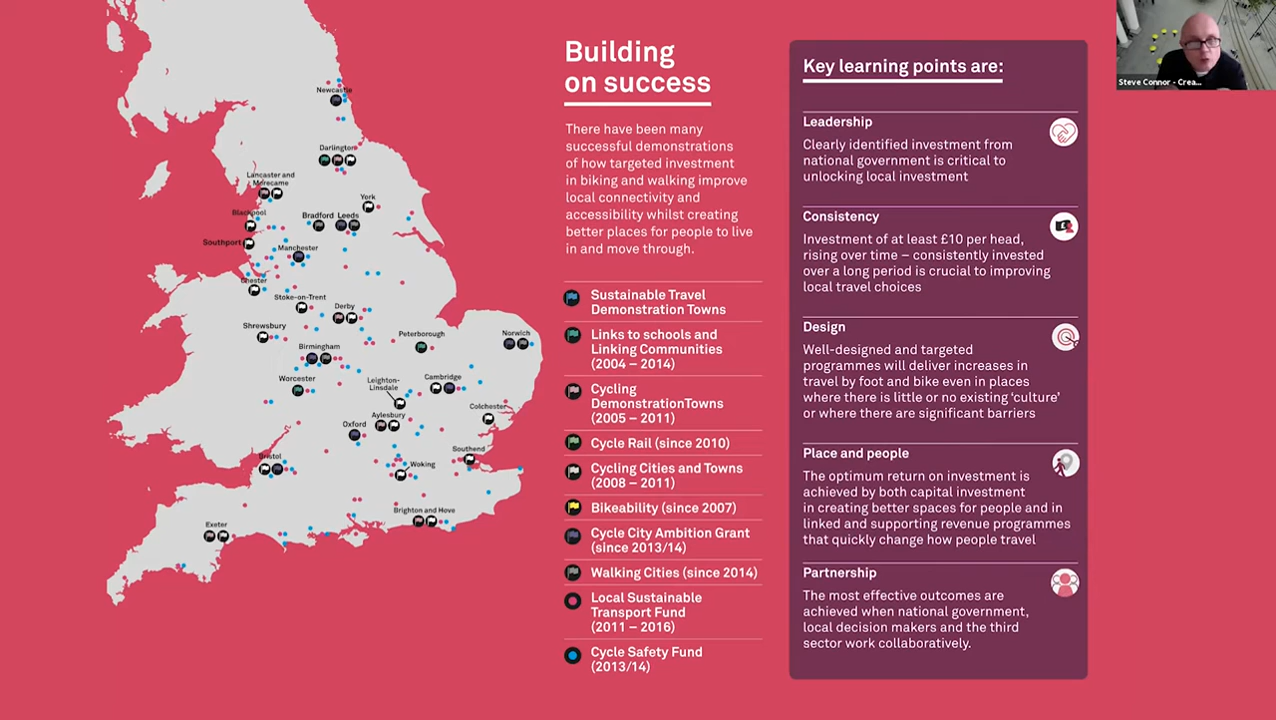 Newcastle
Darlington
Lancaster and
Morecame
York
Blackpool
Bradford Leeds
Southport
Manchester
Chester
Stoke-on-Trent
Derby
Shrewsbury
Peterborough
Norwich
Birmingham
Worcester
Leighton-
Linsdale
Cambridge
Aylesbury
Colchester
Oxford
Bristol
Southend
Woking
Brighton and Hove
Exeter
Building
on success
There have been many
successful demonstrations
of how targeted investment
in biking and walking improve
local connectivity and
accessibility whilst creating
better places for people to live
in and move through.
Sustainable Travel
Demonstration Towns
Links to schools and
Linking Communities
(2004 – 2014)
Cycling
DemonstrationTowns
(2005 – 2011)
Cycle Rail (since 2010)
Cycling Cities and Towns
(2008 – 2011)
Bikeability (since 2007)
Cycle City Ambition Grant
(since 2013/14)
Walking Cities (since 2014)
Local Sustainable
Transport Fund
(2011 – 2016)
Cycle Safety Fund
(2013/14)
Key learning points are:
Leadership
Clearly identified investment from
national government is critical to
unlocking local investment
Consistency
Investment of at least £10 per head,
rising over time – consistently invested
over a long period is crucial to improving
local travel choices
Design
Well-designed and targeted
programmes will deliver increases in
travel by foot and bike even in places
where there is little or no existing ‘culture’
or where there are significant barriers
Place and people
The optimum return on investment is
achieved by both capital investment
in creating better spaces for people and in
linked and supporting revenue programmes
that quickly change how people travel
Partnership
The most effective outcomes are
achieved when national government,
local decision makers and the third
sector work collaboratively.
Steve Connor - Crea...